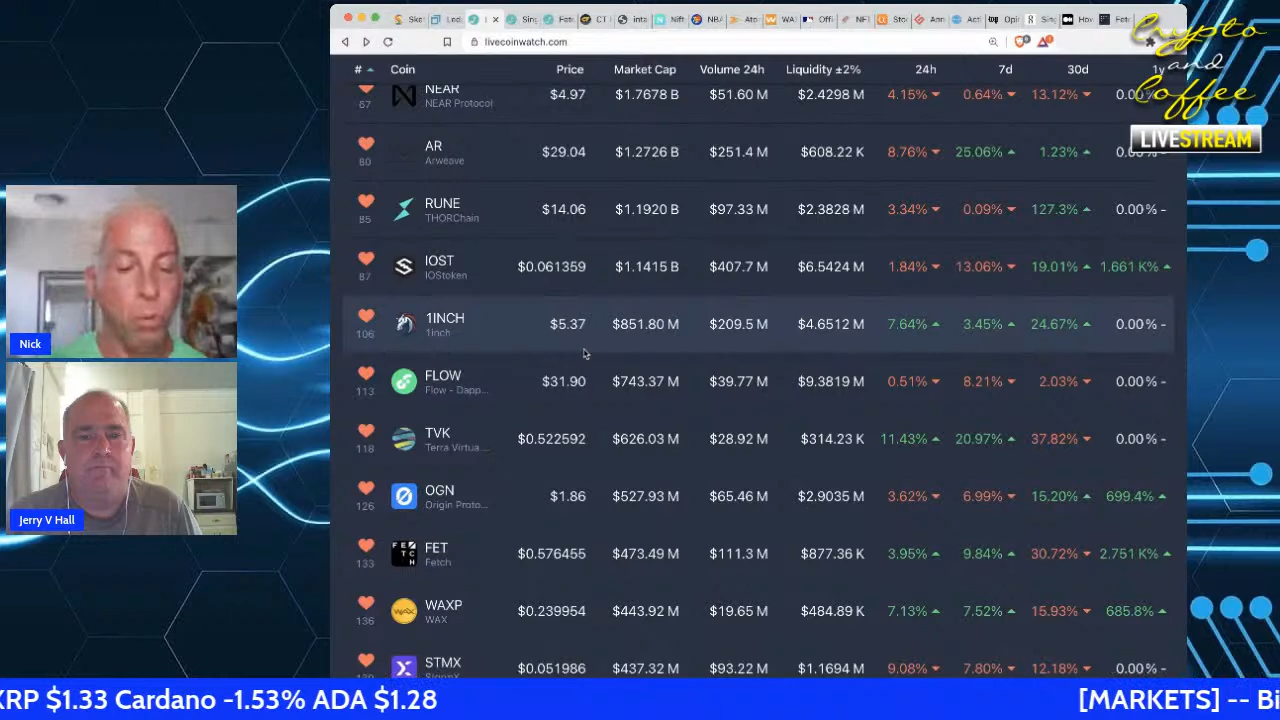 livecoinwatch.com
Crypto
and
Coffee
LIVESTREAM
# Coin Price Market Cap Volume 24h Liquidity ±2% 24h 7d 30d 1y
67 NEAR NEAR Protocol $4.97 $1.7678 B $51.60 M $2.4298 M 4.15% 0.64% 13.12%
80 AR Arweave $29.04 $1.2726 B $251.4 M $608.22 K 8.76% 25.06% 1.23%
85 RUNE THORChain $14.06 $1.1920 B $97.33 M $2.3828 M 3.34% 0.09% 127.3% 0.00% -
87 IOST IOStoken $0.061359 $1.1415 B $407.7 M $6.5424 M 1.84% 13.06% 19.01% 1.661 K%
106 1INCH 1inch $5.37 $851.80 M $209.5 M $4.6512 M 7.64% 3.45% 24.67% 0.00% -
113 FLOW Flow - Dapp... $31.90 $743.37 M $39.77 M $9.3819 M 0.51% 8.21% 2.03% 0.00% -
118 TVK Terra Virtua... $0.522592 $626.03 M $28.92 M $314.23 K 11.43% 20.97% 37.82% 0.00% -
126 OGN Origin Proto... $1.86 $527.93 M $65.46 M $2.9035 M 3.62% 6.99% 15.20% 699.4%
133 FET Fetch $0.576455 $473.49 M $111.3 M $877.36 K 3.95% 9.84% 30.72% 2.751 K%
136 WAXP WAX $0.239954 $443.92 M $19.65 M $484.89 K 7.13% 7.52% 15.93% 685.8%
STMX $0.051986 $437.32 M $93.22 M $1.1694 M 9.08% 7.80% 12.18% 0.00% -
Nick
Jerry V Hall
XRP $1.33 Cardano -1.53% ADA $1.28
[MARKETS] -- Bi